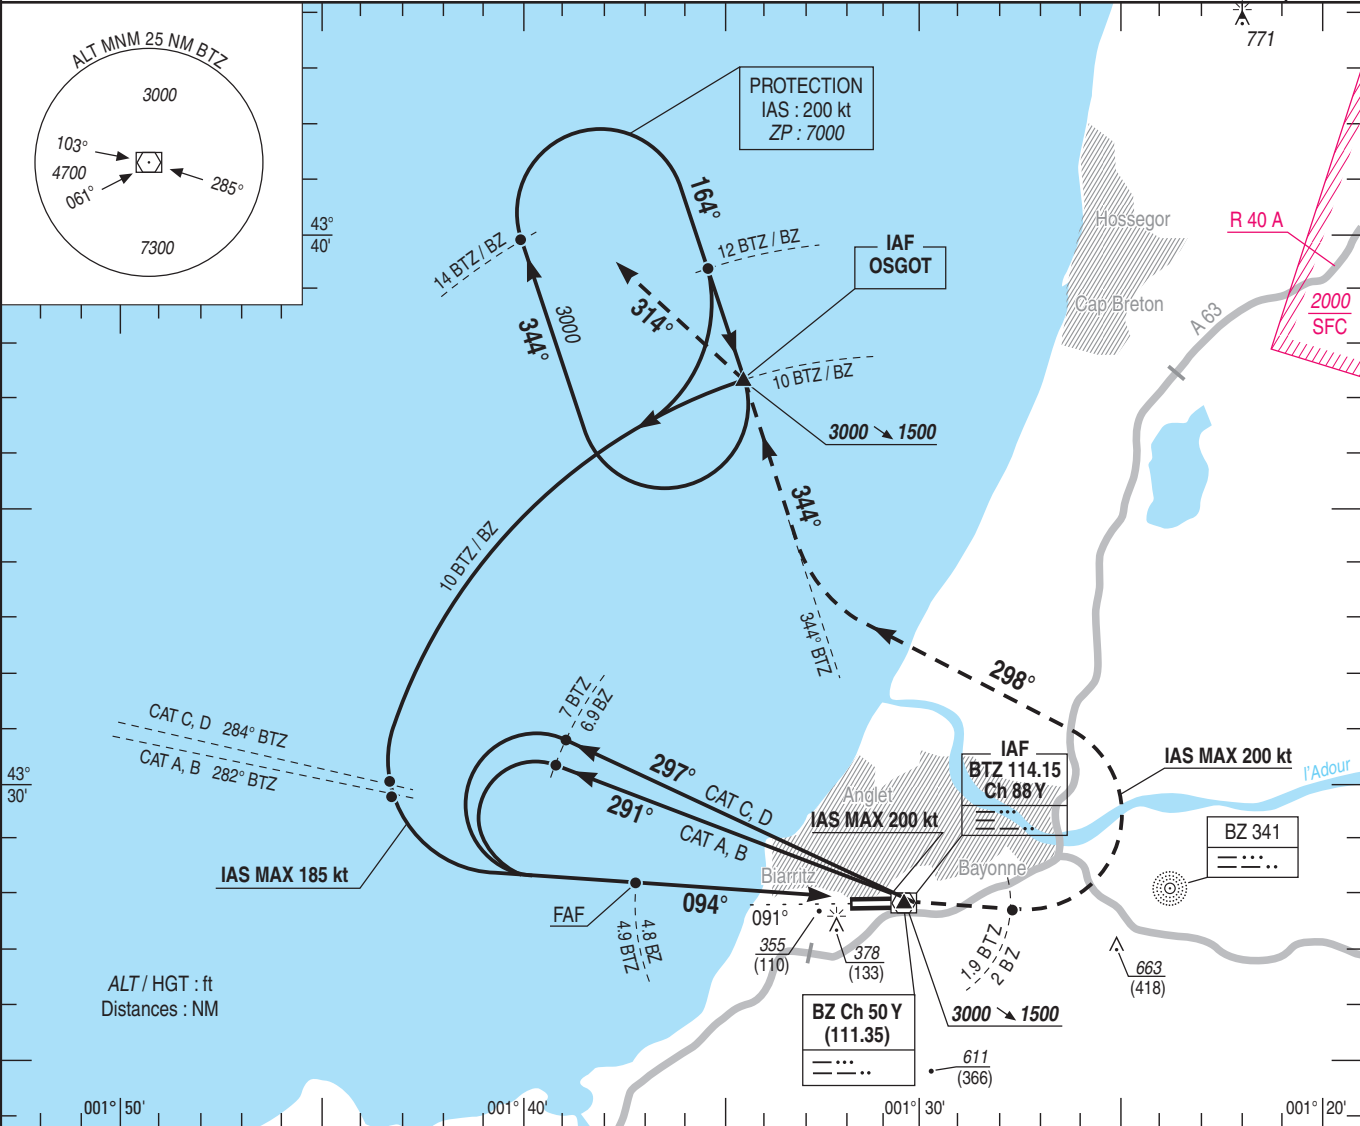 ALT MNM 25 NM BTZ
3000
103°
4700
061°
285°
7300
771
PROTECTION
IAS : 200 kt
ZP : 7000
164°
12 BTZ / BZ
14 BTZ / BZ
IAF
OSGOT
43°
40'
Hossegor
R 40 A
2000
SFC
Cap Breton
A 63
314°
344°
3000
10 BTZ / BZ
3000 ↘ 1500
344°
10 BTZ / BZ
344° BTZ
298°
7 BTZ
6.9 BZ
CAT C, D 284° BTZ
CAT A, B 282° BTZ
43°
30'
297°
CAT C, D
291°
CAT A, B
IAF
BTZ 114.15
Ch 88 Y
IAS MAX 200 kt
l'Adour
Anglet
IAS MAX 200 kt
BZ 341
Bayonne
Biarritz
IAS MAX 185 kt
094°
091°
FAF
4.8 BZ
4.9 BTZ
355
(110)
378
(133)
1.9 BTZ
2 BZ
663
(418)
ALT / HGT : ft
Distances : NM
BZ Ch 50 Y
(111.35)
3000 ↘ 1500
611
(366)
001° 50'
001° 40'
001° 30'
001° 20'